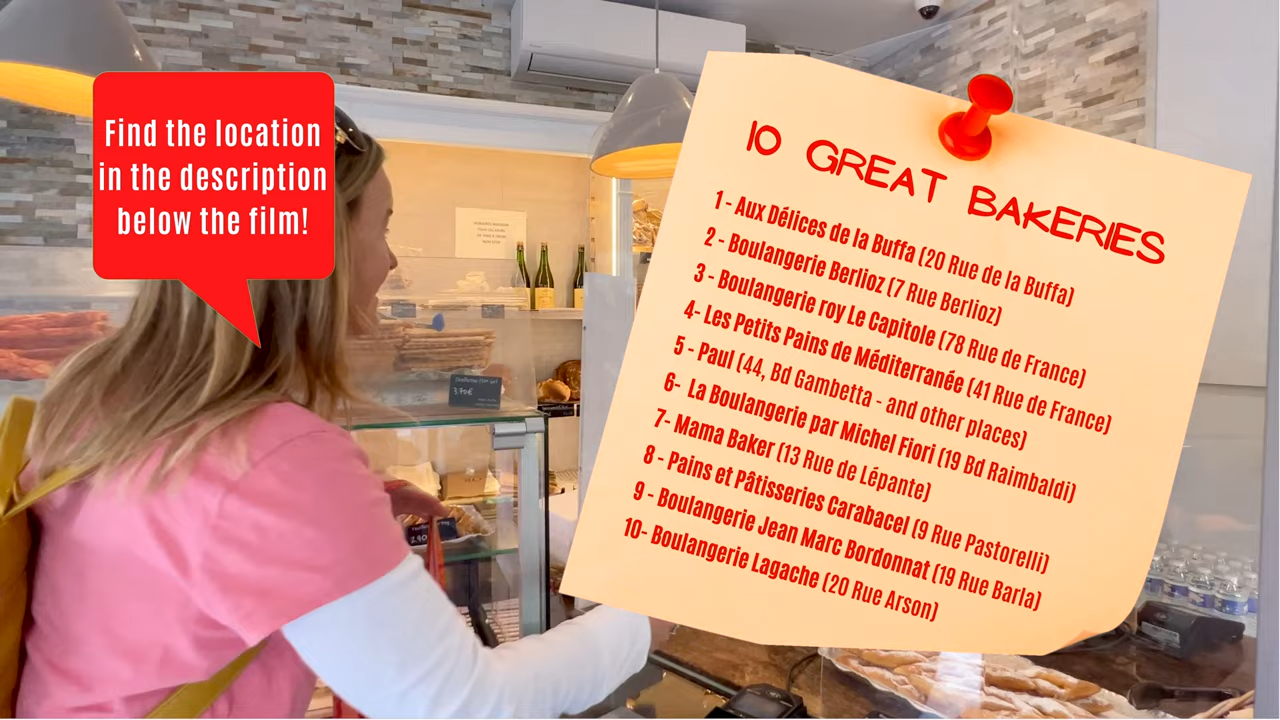 Find the location
in the description
below the film!
10 GREAT BAKERIES
1 - Aux Délices de la Buffa (20 Rue de la Buffa)
2 - Boulangerie Berlioz (7 Rue Berlioz)
3 - Boulangerie roy Le Capitole (78 Rue de France)
4- Les Petits Pains de Méditerranée (41 Rue de France)
5 - Paul (44, Bd Gambetta - and other places)
6- La Boulangerie par Michel Fiori (19 Bd Raimbaldi)
7- Mama Baker (13 Rue de Lépante)
8 - Pains et Pâtisseries Carabacel (9 Rue Pastorelli)
9 - Boulangerie Jean Marc Bordonnat (19 Rue Barla)
10- Boulangerie Lagache (20 Rue Arson)
3.70€
2.90